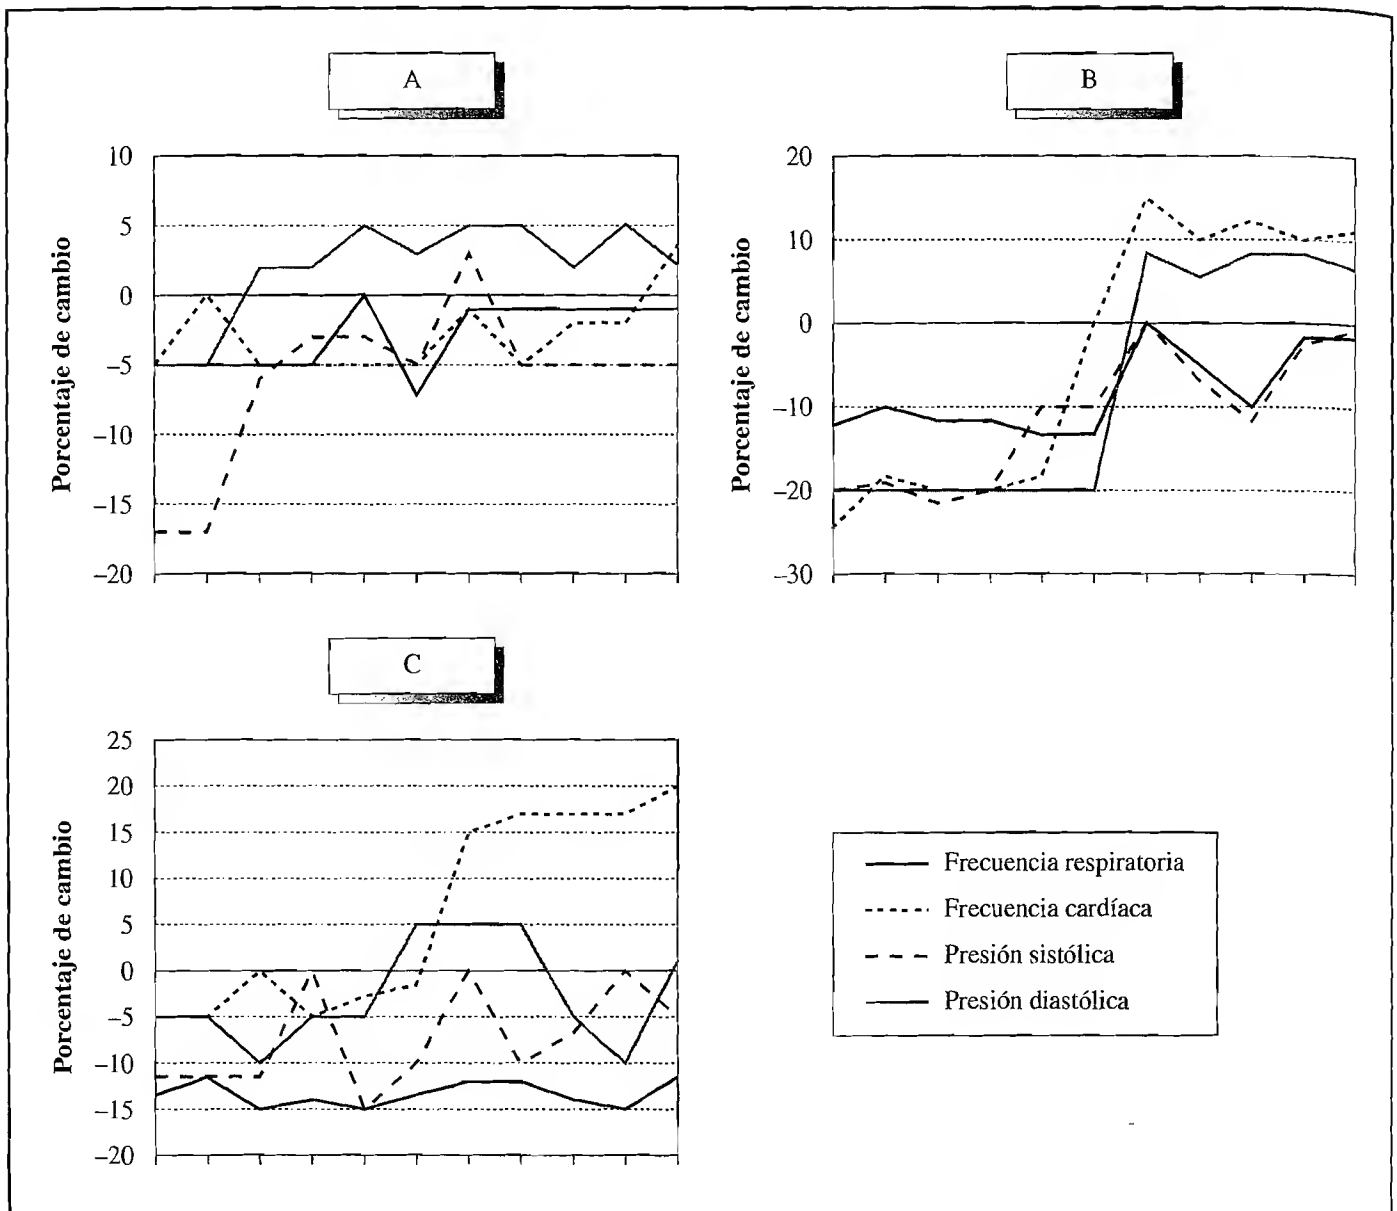 A
10
5
0
−5
−10
−15
−20
Porcentaje de cambio
B
20
10
0
−10
−20
−30
Porcentaje de cambio
C
25
20
15
10
5
0
−5
−10
−15
−20
Porcentaje de cambio
Frecuencia respiratoria
Frecuencia cardíaca
Presión sistólica
Presión diastólica